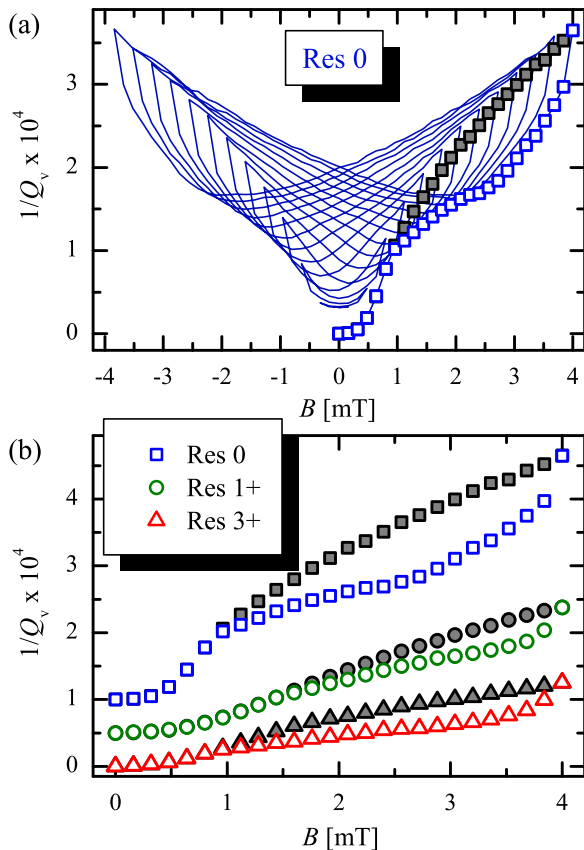 (a)
Res 0
1/Qv x 10^4
3
2
1
0
-4 -3 -2 -1 0 1 2 3 4
B [mT]
(b)
Res 0
Res 1+
Res 3+
1/Qv x 10^4
4
3
2
1
0
0 1 2 3 4
B [mT]